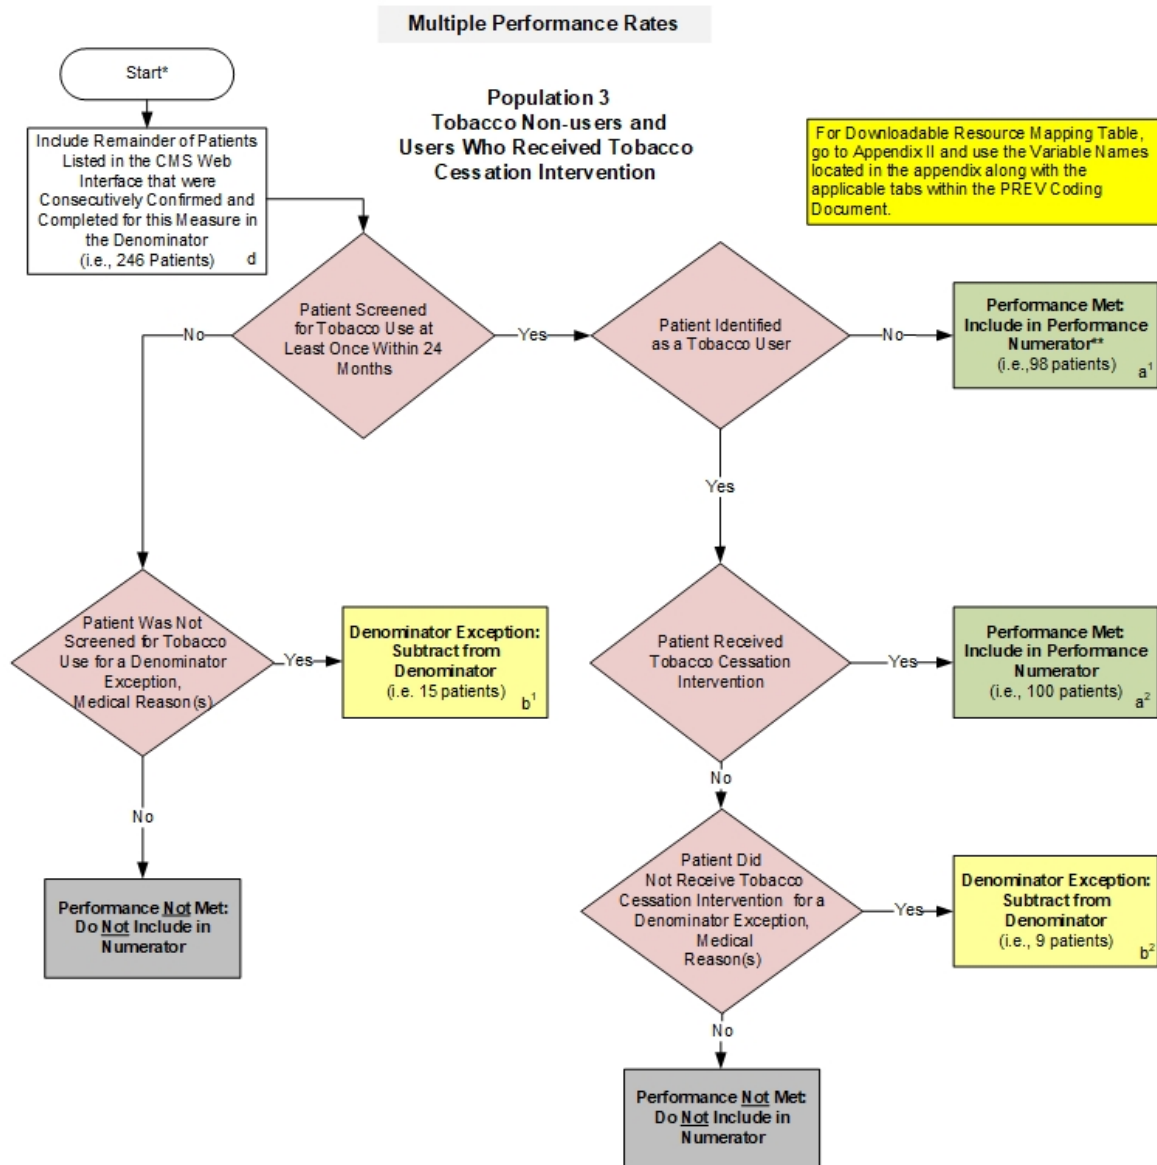 Multiple Performance Rates
Start*
Population 3
Tobacco Non-users and
Users Who Received Tobacco
Cessation Intervention
Include Remainder of Patients
Listed in the CMS Web
Interface that were
Consecutively Confirmed and
Completed for this Measure in
the Denominator
(i.e., 246 Patients) d
For Downloadable Resource Mapping Table,
go to Appendix II and use the Variable Names
located in the appendix along with the
applicable tabs within the PREV Coding
Document.
Patient Screened
for Tobacco Use at
Least Once Within 24
Months
No
Yes
Patient Identified
as a Tobacco User
No
Performance Met:
Include in Performance
Numerator**
(i.e.,98 patients) a¹
Yes
Patient Was Not
Screened for Tobacco
Use for a Denominator
Exception,
Medical Reason(s)
Yes
Denominator Exception:
Subtract from
Denominator
(i.e. 15 patients) b¹
Patient Received
Tobacco Cessation
Intervention
Yes
Performance Met:
Include in Performance
Numerator
(i.e., 100 patients) a²
No
No
Patient Did
Not Receive Tobacco
Cessation Intervention for a
Denominator Exception,
Medical
Reason(s)
Yes
Denominator Exception:
Subtract from
Denominator
(i.e., 9 patients) b²
Performance Not Met:
Do Not Include in
Numerator
No
Performance Not Met:
Do Not Include in
Numerator